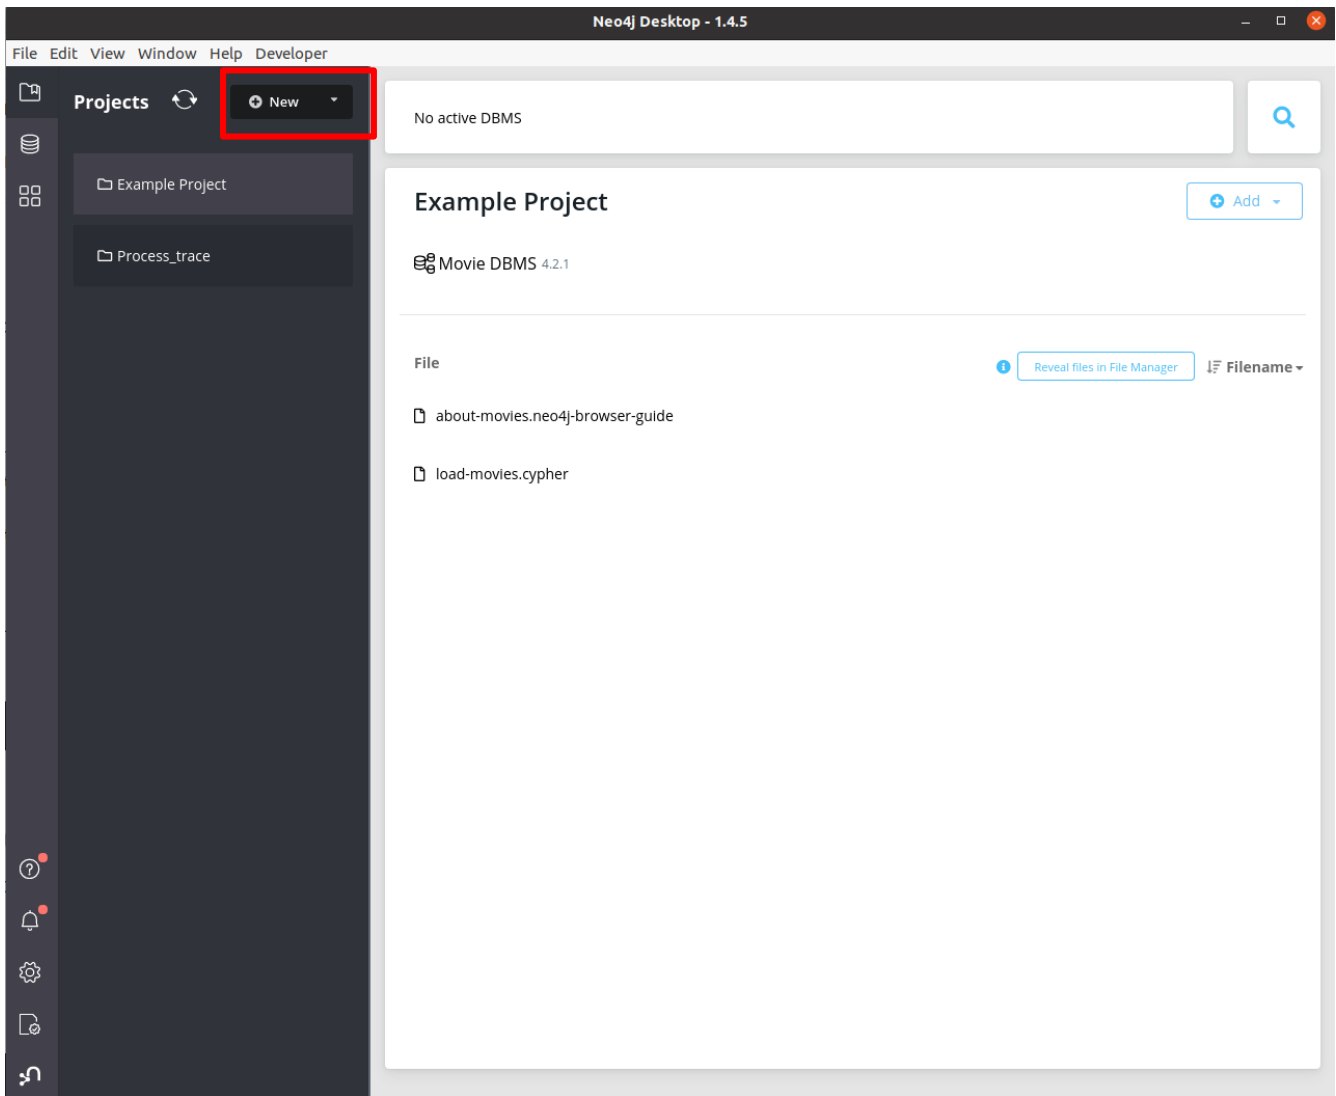 Neo4j Desktop - 1.4.5
File Edit View Window Help Developer
Projects
New
No active DBMS
Example Project
Process_trace
Example Project
Add
Movie DBMS 4.2.1
File
Reveal files in File Manager
Filename
about-movies.neo4j-browser-guide
load-movies.cypher